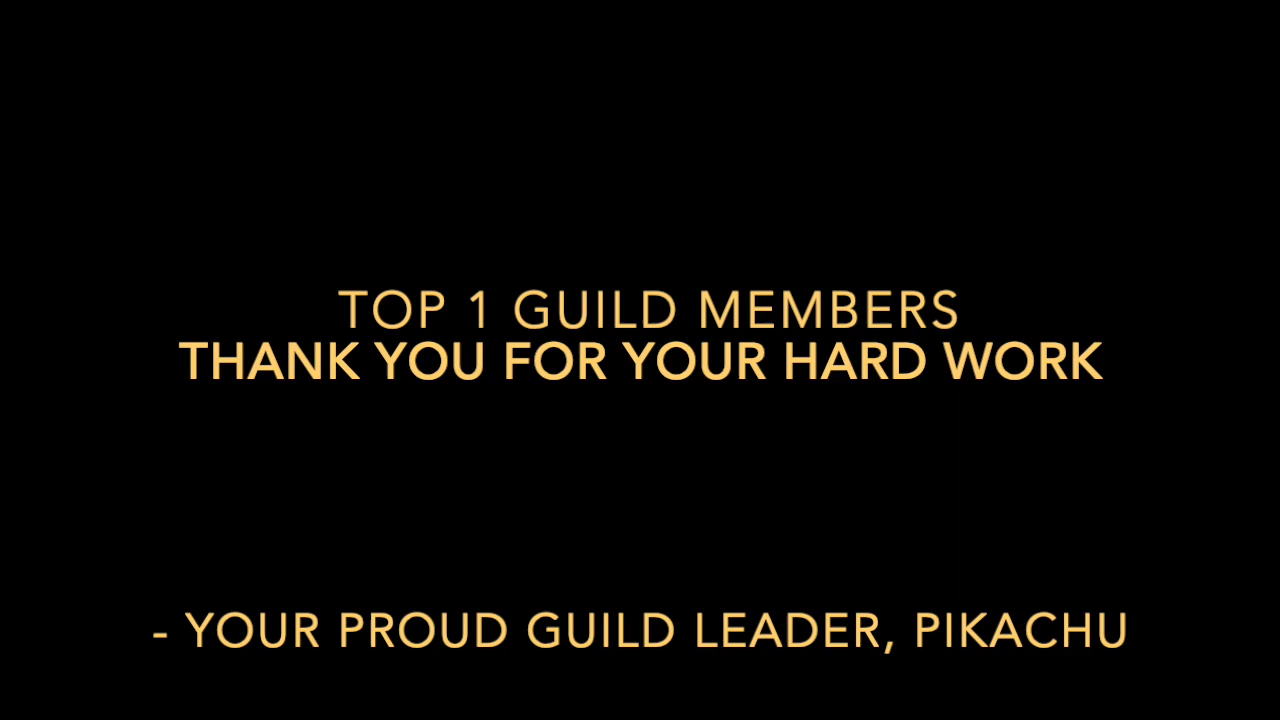 TOP 1 GUILD MEMBERS
THANK YOU FOR YOUR HARD WORK
- YOUR PROUD GUILD LEADER, PIKACHU